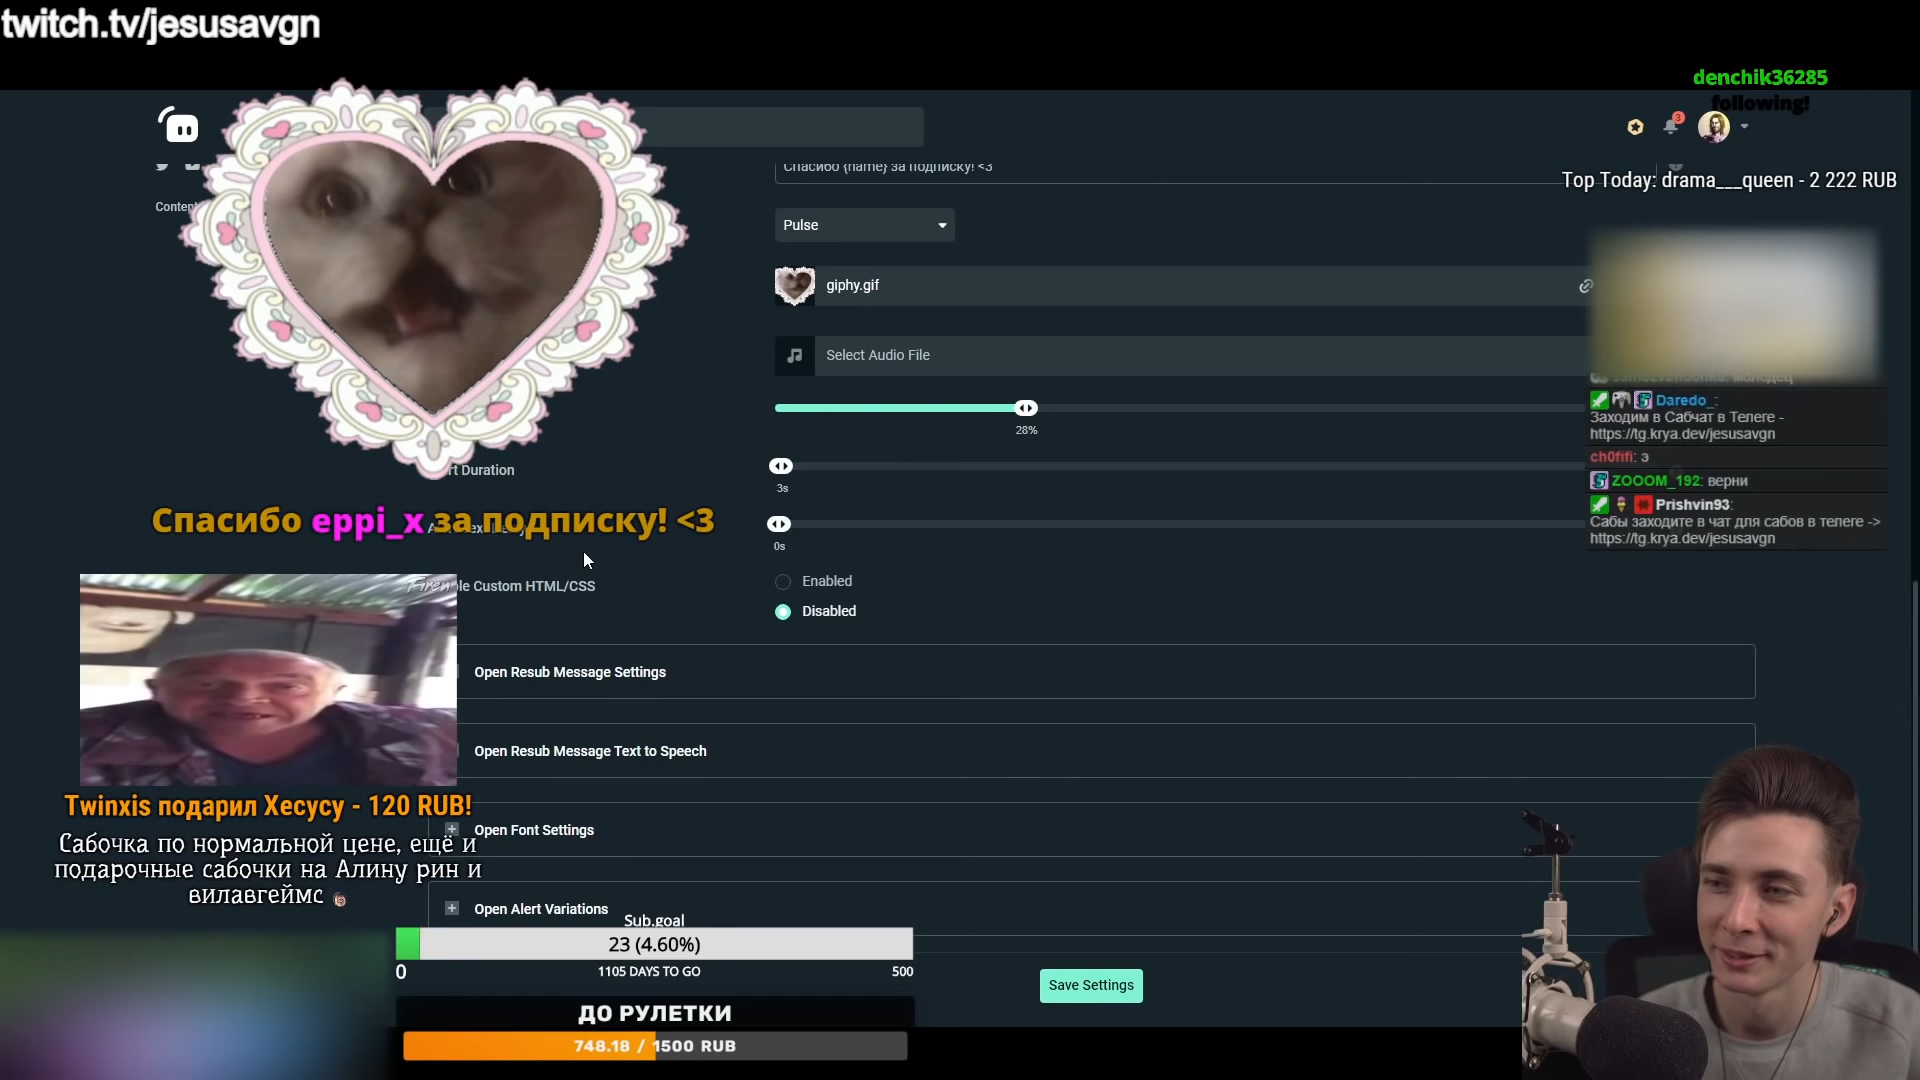 twitch.tv/jesusavgn
denchik36285
following!
3
Спасибо {name} за подписку! <3
Top Today: drama___queen - 2 222 RUB
Pulse
giphy.gif
Select Audio File
28%
Duration
3s
Спасибо eppi_x за подписку! <3
0s
Custom HTML/CSS
Enabled
Disabled
Daredo_:
Заходим в Сабчат в Телеге -
https://tg.krya.dev/jesusavgn
ch0fifi: э
ZOOOM_192: верни
Prishvin93:
Сабы заходите в чат для сабов в телеге ->
https://tg.krya.dev/jesusavgn
Open Resub Message Settings
Open Resub Message Text to Speech
Twinxis подарил Хесусу - 120 RUB!
Open Font Settings
Сабочка по нормальной цене, ещё и
подарочные сабочки на Алину рин и
вилавгеймс
Open Alert Variations
Sub.goal
23 (4.60%)
0 1105 DAYS TO GO 500
Save Settings
ДО РУЛЕТКИ
748.18 / 1500 RUB